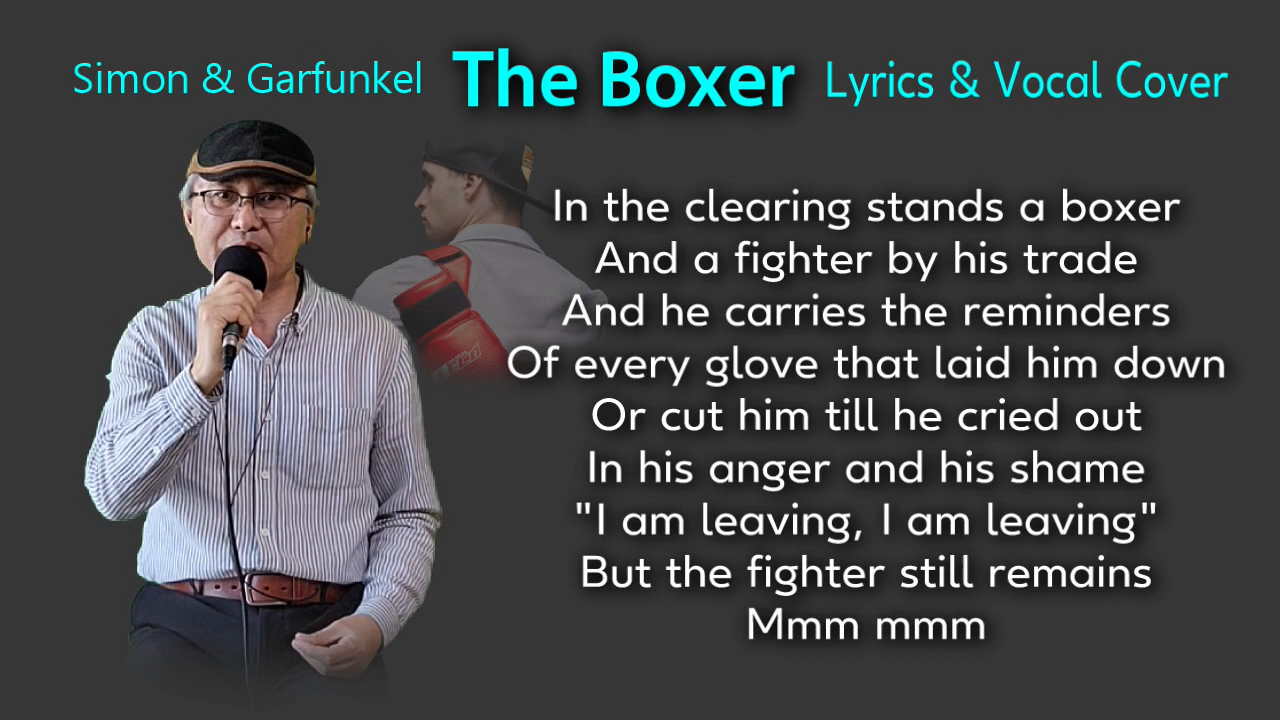 Simon & Garfunkel The Boxer Lyrics & Vocal Cover
In the clearing stands a boxer
And a fighter by his trade
And he carries the reminders
Of every glove that laid him down
Or cut him till he cried out
In his anger and his shame
"I am leaving, I am leaving"
But the fighter still remains
Mmm mmm